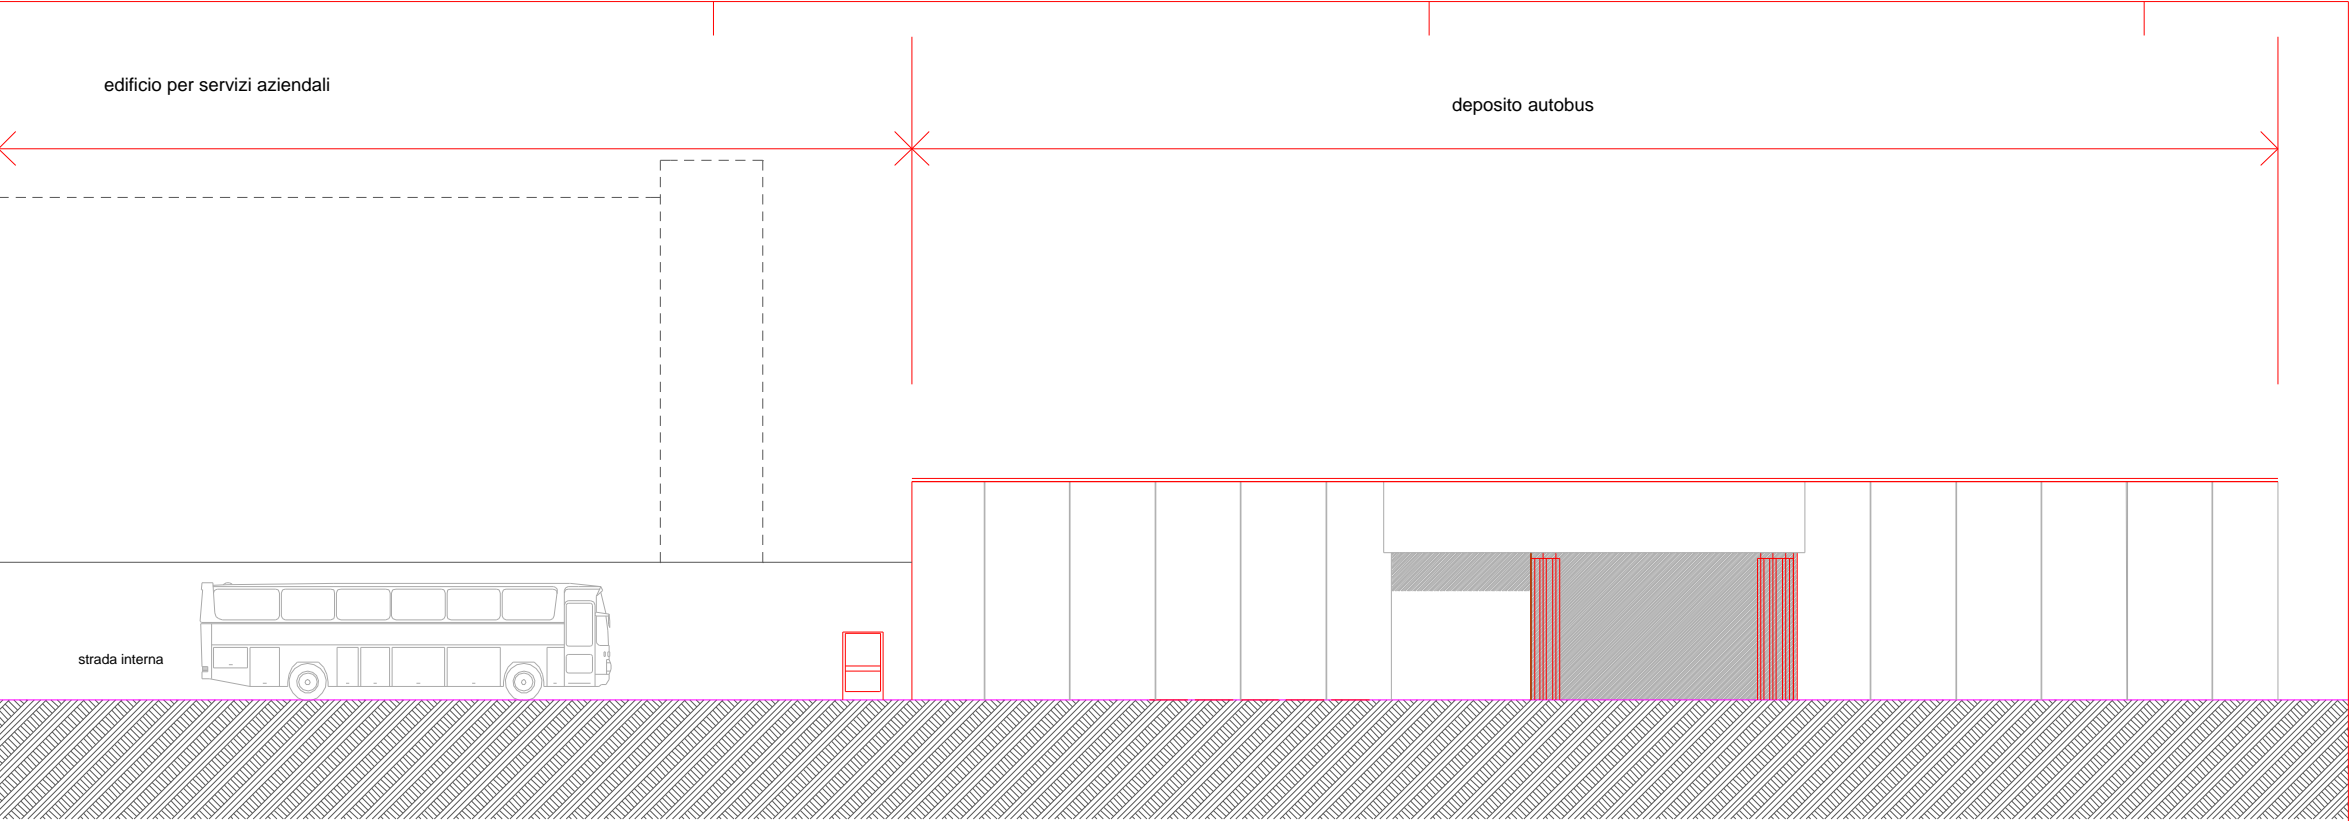 edificio per servizi aziendali
deposito autobus
strada interna